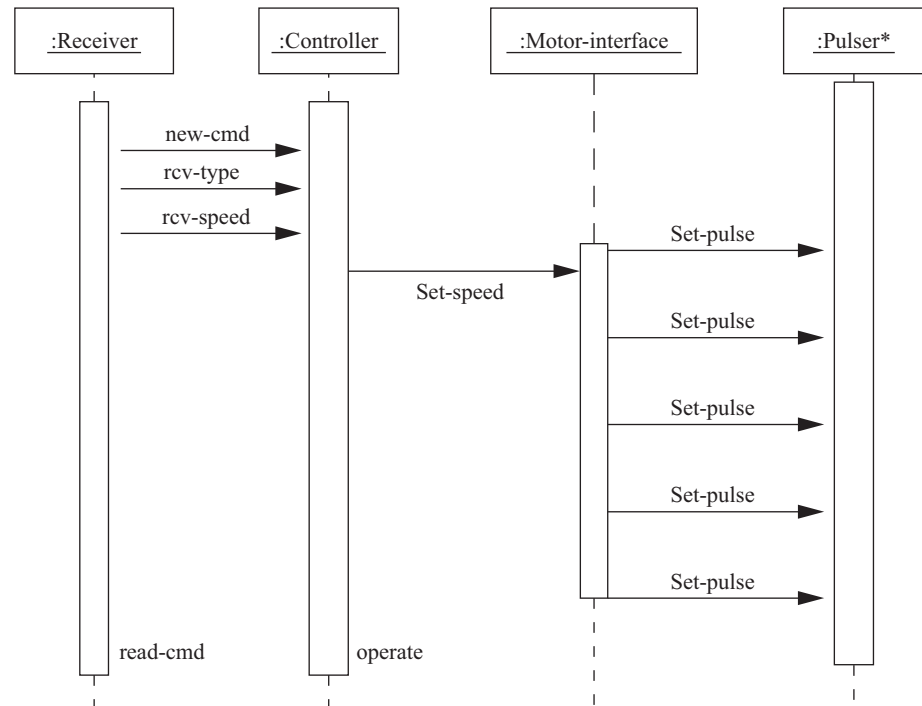 :Receiver
:Controller
:Motor-interface
:Pulser*
new-cmd
rcv-type
rcv-speed
Set-pulse
Set-speed
Set-pulse
Set-pulse
Set-pulse
Set-pulse
read-cmd
operate